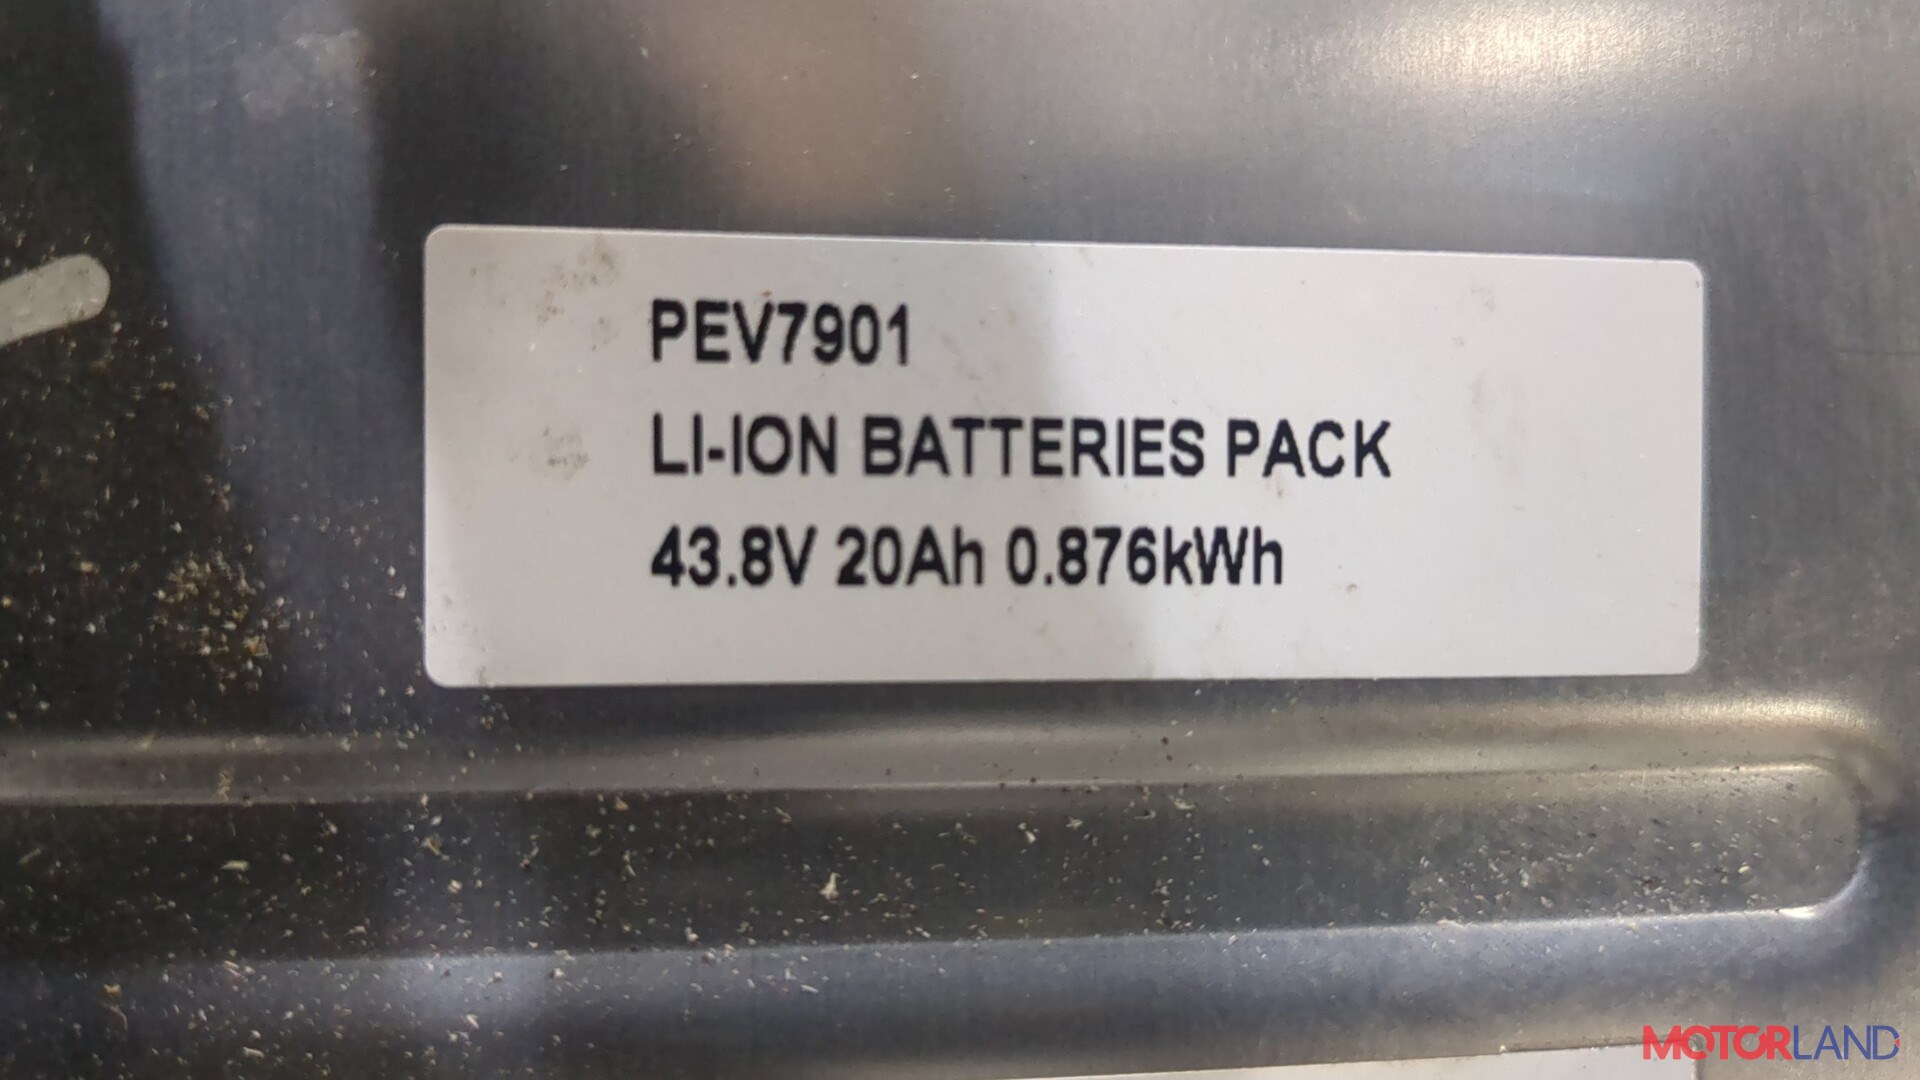 PEV7901
LI-ION BATTERIES PACK
43.8V 20Ah 0.876kWh
MOTORLAND